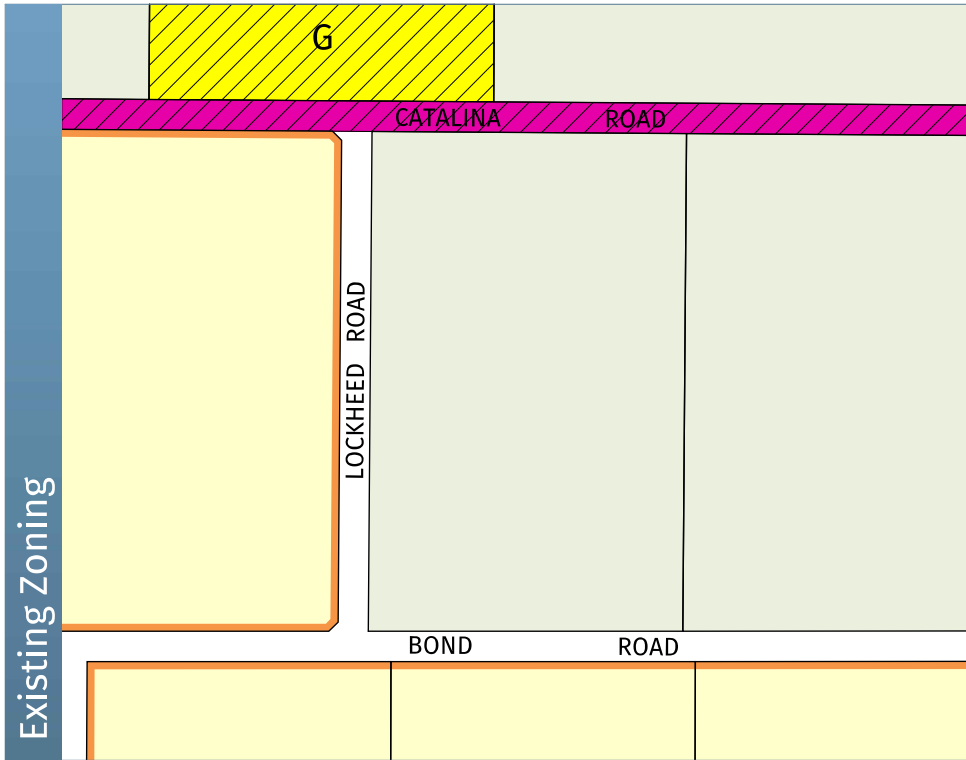 G
CATALINA ROAD
LOCKHEED ROAD
BOND ROAD
Existing Zoning